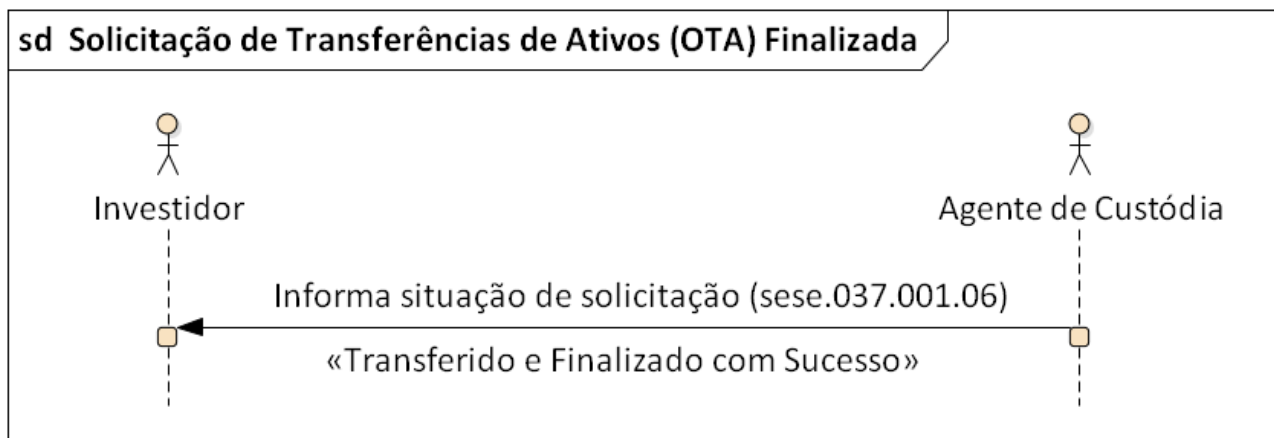 sd Solicitação de Transferências de Ativos (OTA) Finalizada
Investidor
Agente de Custódia
Informa situação de solicitação (sese.037.001.06)
«Transferido e Finalizado com Sucesso»